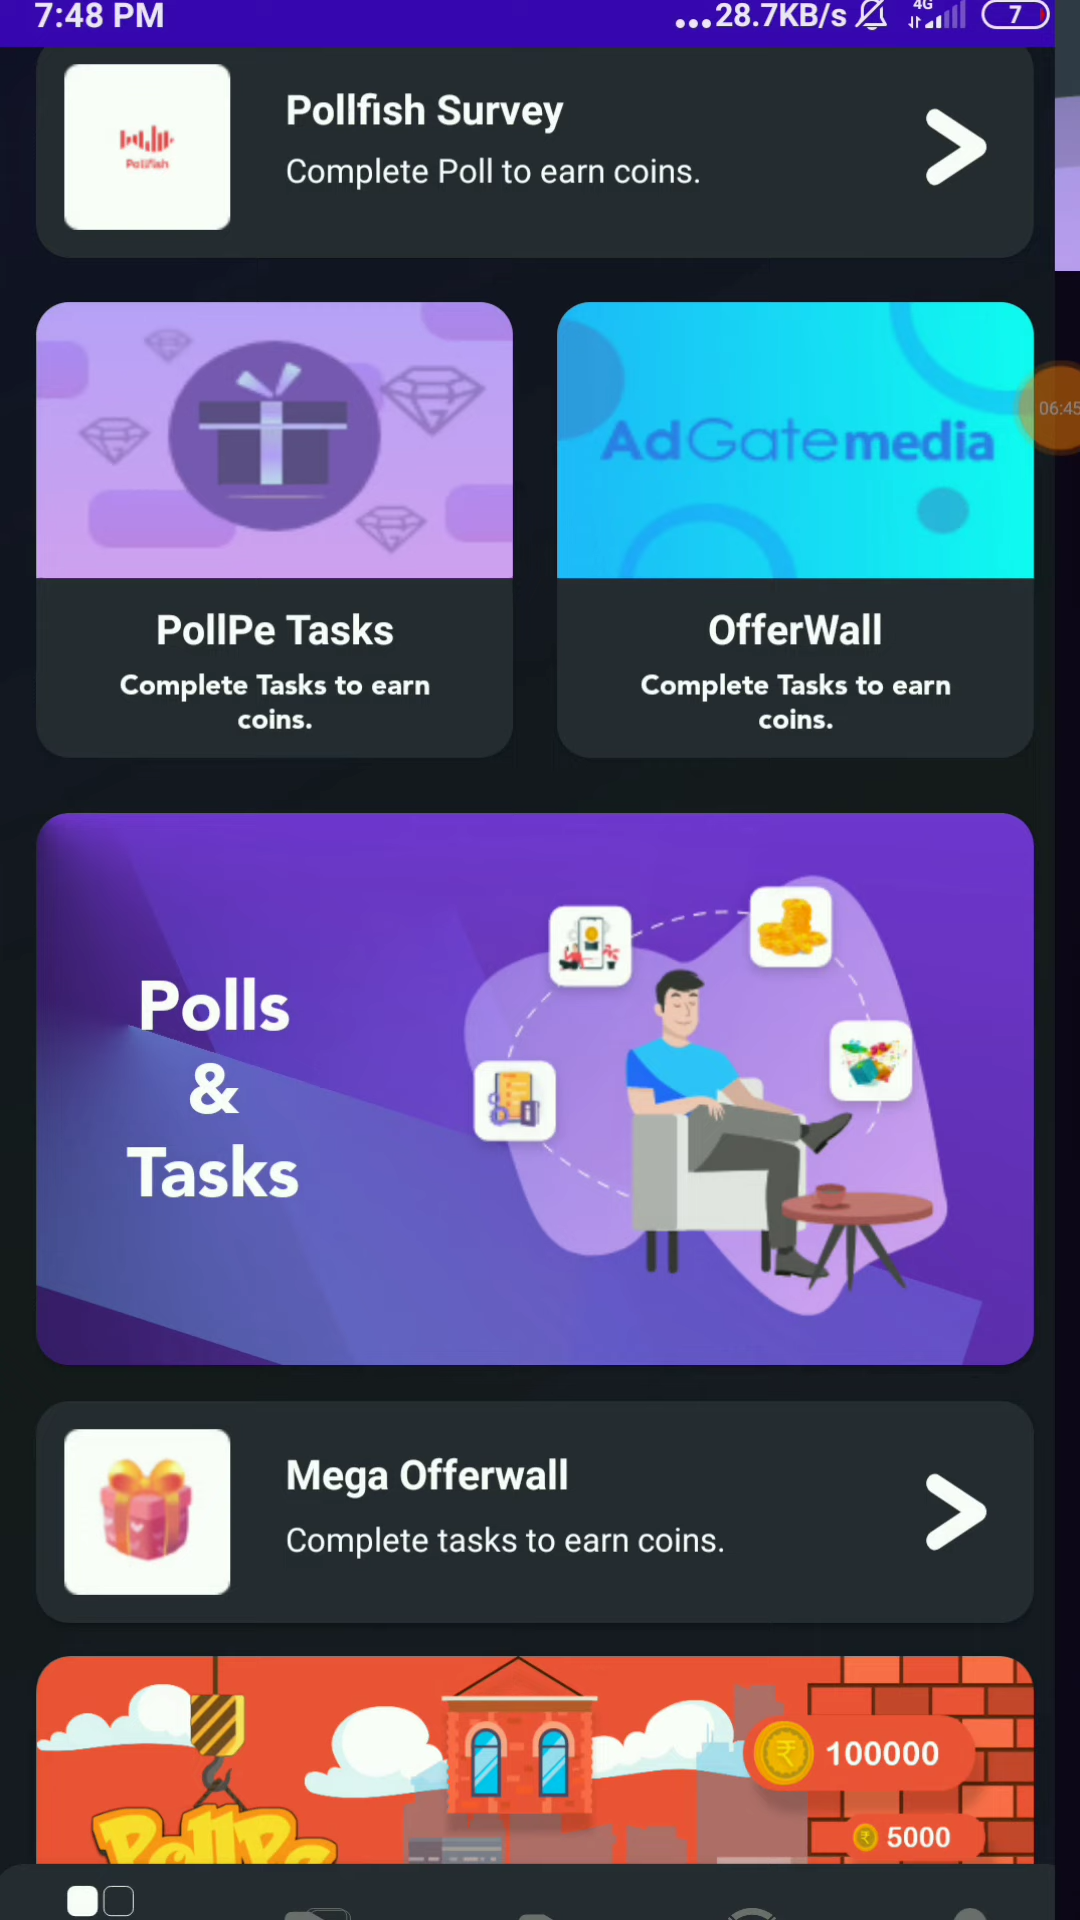 7:48 PM
...28.7KB/s 4G 7
Pollfish Survey
Pollfish
Complete Poll to earn coins.
06:45
AdGatemedia
PollPe Tasks
OfferWall
Complete Tasks to earn
coins.
Complete Tasks to earn
coins.
Polls
&
Tasks
Mega Offerwall
Complete tasks to earn coins.
₹ 100000
PollPe
₹ 5000